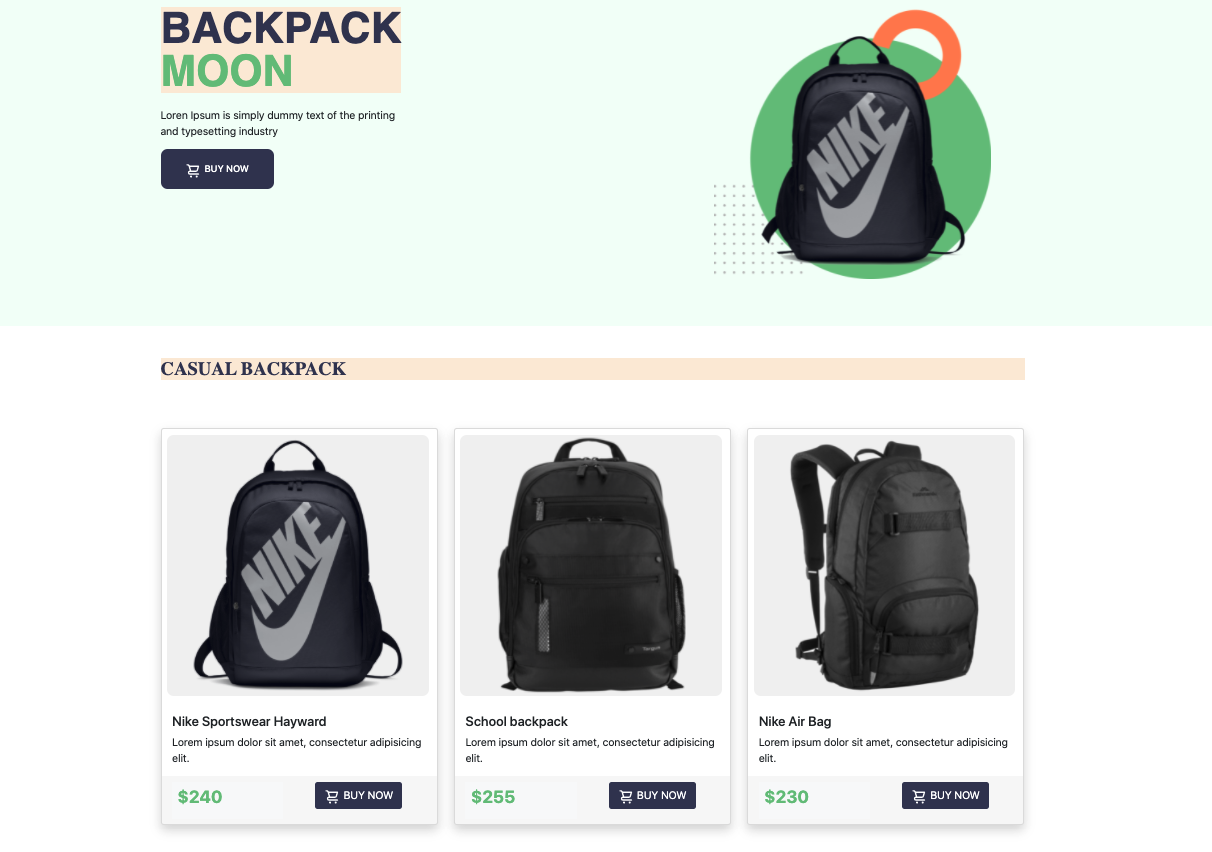 BACKPACK
MOON
Loren Ipsum is simply dummy text of the printing
and typesetting industry
BUY NOW
NIKE
CASUAL BACKPACK
NIKE
Targus
Nike Sportswear Hayward
Lorem ipsum dolor sit amet, consectetur adipisicing
elit.
$240
BUY NOW
School backpack
Lorem ipsum dolor sit amet, consectetur adipisicing
elit.
$255
BUY NOW
Nike Air Bag
Lorem ipsum dolor sit amet, consectetur adipisicing
elit.
$230
BUY NOW